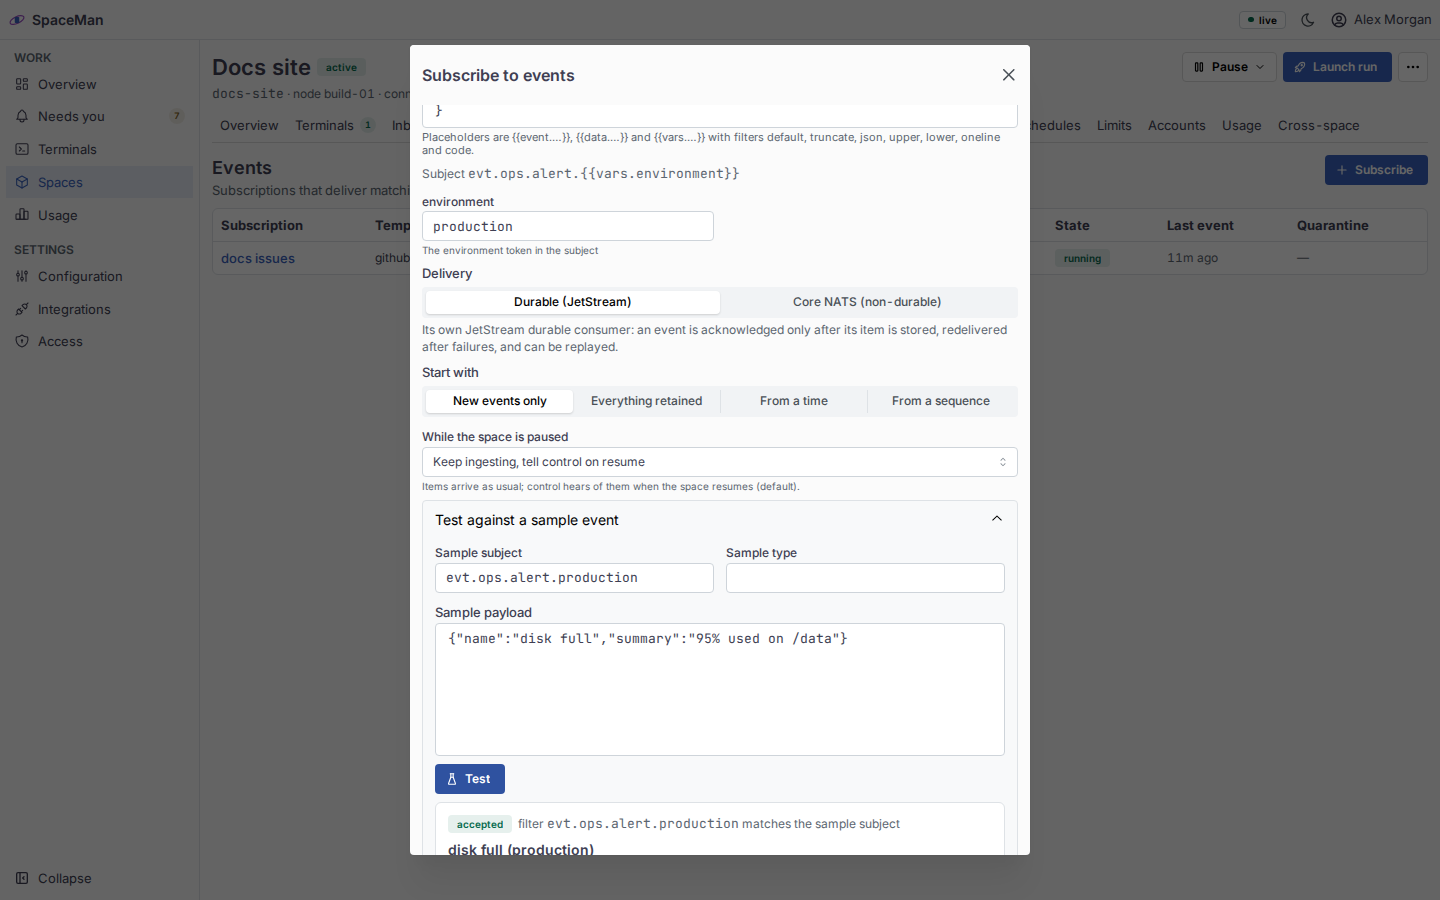 SpaceMan
live
Alex Morgan
WORK
Overview
Needs you
7
Terminals
Spaces
Usage
SETTINGS
Configuration
Integrations
Access
Collapse
Docs site
active
docs-site · node build-01 · conn
Pause
Launch run
Overview
Terminals
1
Inb
hedules
Limits
Accounts
Usage
Cross-space
Events
Subscriptions that deliver matchi
Subscribe
Subscription
Temp
State
Last event
Quarantine
docs issues
github
running
11m ago
—
Subscribe to events
}
Placeholders are {{event....}}, {{data....}} and {{vars....}} with filters default, truncate, json, upper, lower, oneline
and code.
Subject evt.ops.alert.{{vars.environment}}
environment
production
The environment token in the subject
Delivery
Durable (JetStream)
Core NATS (non-durable)
Its own JetStream durable consumer: an event is acknowledged only after its item is stored, redelivered
after failures, and can be replayed.
Start with
New events only
Everything retained
From a time
From a sequence
While the space is paused
Keep ingesting, tell control on resume
Items arrive as usual; control hears of them when the space resumes (default).
Test against a sample event
Sample subject
Sample type
evt.ops.alert.production
Sample payload
{"name":"disk full","summary":"95% used on /data"}
Test
accepted
filter evt.ops.alert.production matches the sample subject
disk full (production)